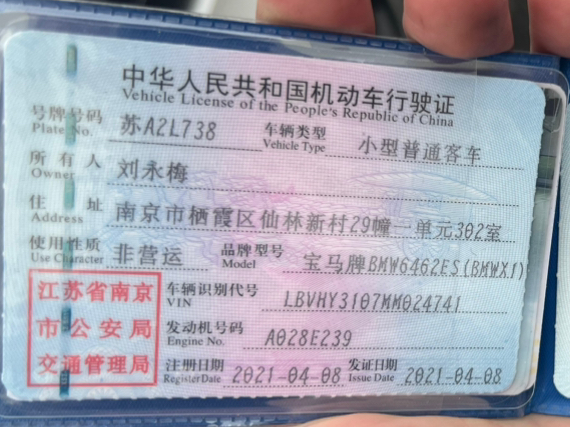 中华人民共和国机动车行驶证
Vehicle License of the People's Republic of China
号牌号码 苏A2L738 车辆类型 小型普通客车
Plate No. Vehicle Type
所有人 刘永梅
Owner
住址 南京市栖霞区仙林新村29幢一单元302室
Address
使用性质 非营运 品牌型号 宝马牌BMW6462ES(BMWX1)
Use Character Model
江苏省南京市公安局交通管理局
车辆识别代号 LBVHY3107MM024741
VIN
发动机号码 A028E239
Engine No.
注册日期 2021-04-08 发证日期 2021-04-08
Register Date Issue Date